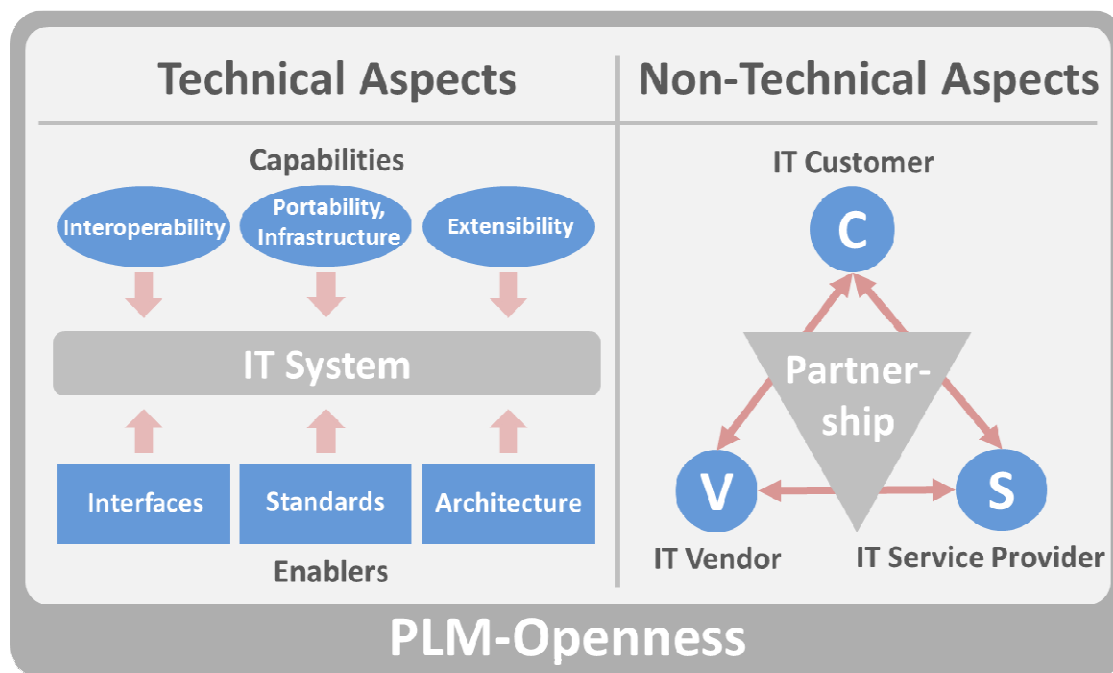 Technical Aspects
Capabilities
Interoperability
Portability,
Infrastructure
Extensibility
IT System
Interfaces
Standards
Architecture
Enablers
Non-Technical Aspects
IT Customer
C
Partner-
ship
V
S
IT Vendor
IT Service Provider
PLM-Openness